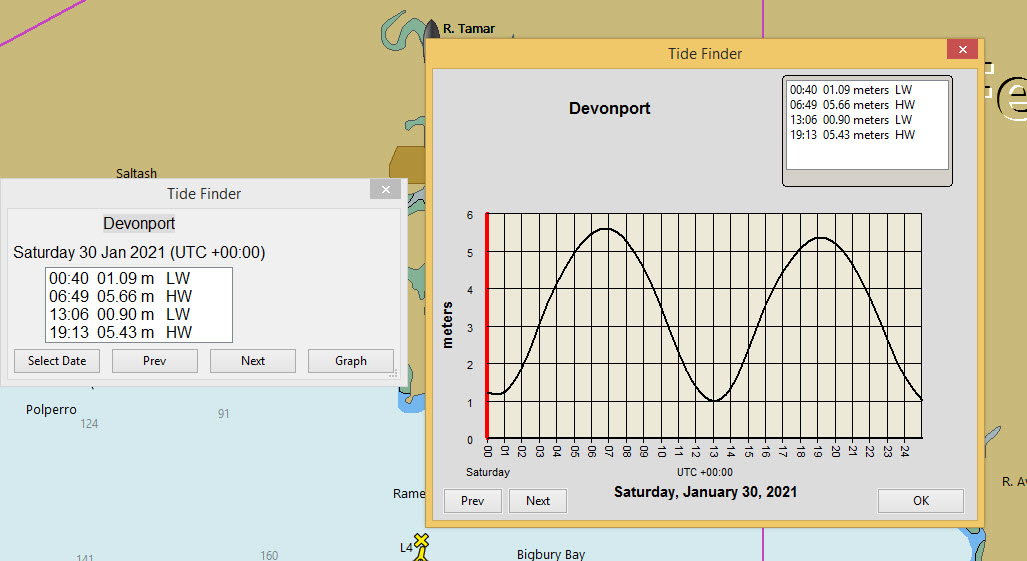 R. Tamar
Saltash
Polperro
124
91
141
160
Rame
L4
Bigbury Bay
R. Av
Te
Tide Finder
Devonport
Saturday 30 Jan 2021 (UTC +00:00)
00:40 01.09 m LW
06:49 05.66 m HW
13:06 00.90 m LW
19:13 05.43 m HW
Select Date Prev Next Graph
Tide Finder
Devonport
00:40 01.09 meters LW
06:49 05.66 meters HW
13:06 00.90 meters LW
19:13 05.43 meters HW
meters
6
5
4
3
2
1
0
00 01 02 03 04 05 06 07 08 09 10 11 12 13 14 15 16 17 18 19 20 21 22 23 24
Saturday UTC +00:00
Saturday, January 30, 2021
Prev Next OK